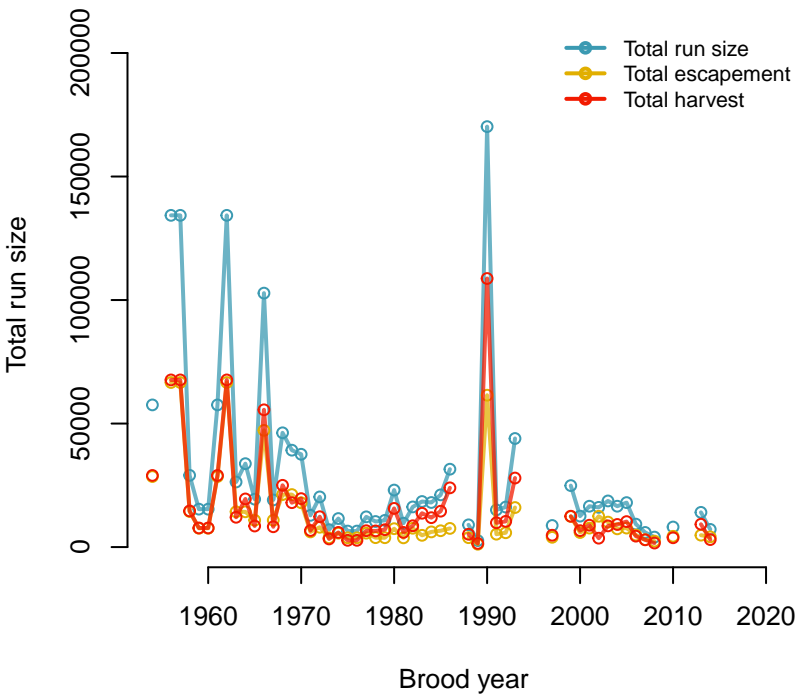 Total run size
Total escapement
Total harvest
Total run size
200000
150000
100000
50000
0
1960 1970 1980 1990 2000 2010 2020
Brood year